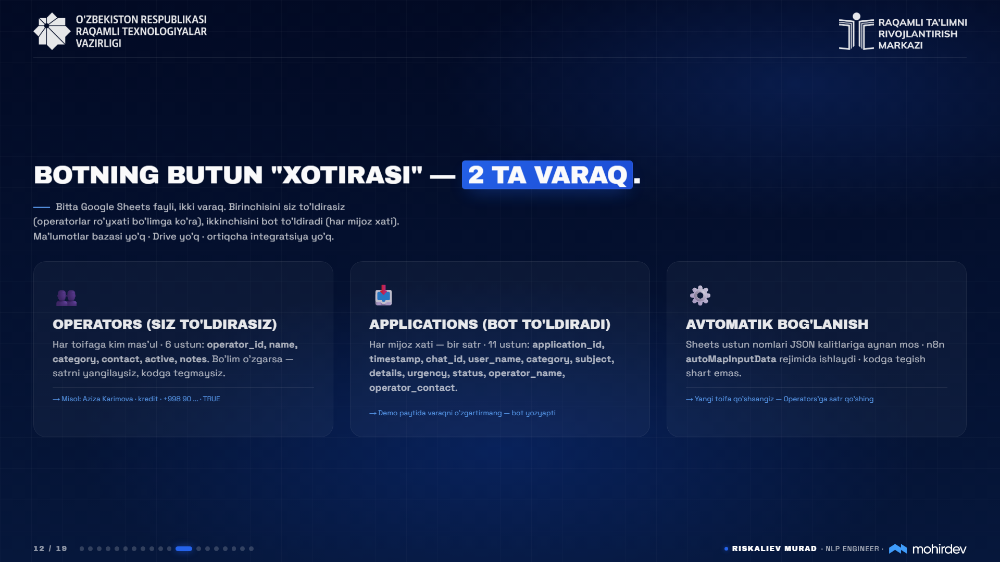 O'ZBEKISTON RESPUBLIKASI
RAQAMLI TEXNOLOGIYALAR
VAZIRLIGI
RAQAMLI TA'LIMNI
RIVOJLANTIRISH
MARKAZI
BOTNING BUTUN "XOTIRASI" — 2 TA VARAQ.
Bitta Google Sheets fayli, ikki varaq. Birinchisini siz to'ldirasiz
(operatorlar ro'yxati bo'limga ko'ra), ikkinchisini bot to'ldiradi (har mijoz xati).
Ma'lumotlar bazasi yo'q · Drive yo'q · ortiqcha integratsiya yo'q.
OPERATORS (SIZ TO'LDIRASIZ)
Har toifaga kim mas'ul · 6 ustun: operator_id, name,
category, contact, active, notes. Bo'lim o'zgarsa —
satrni yangilaysiz, kodga tegmaysiz.
→ Misol: Aziza Karimova · kredit · +998 90 ... · TRUE
APPLICATIONS (BOT TO'LDIRADI)
Har mijoz xati — bir satr · 11 ustun: application_id,
timestamp, chat_id, user_name, category, subject,
details, urgency, status, operator_name,
operator_contact.
→ Demo paytida varaqni o'zgartirmang — bot yozyapti
AVTOMATIK BOG'LANISH
Sheets ustun nomlari JSON kalitlariga aynan mos · n8n
autoMapInputData rejimida ishlaydi · kodga tegish
shart emas.
→ Yangi toifa qo'shsangiz — Operators'ga satr qo'shing
12 / 19
RISKALIEV MURAD · NLP ENGINEER · mohirdev